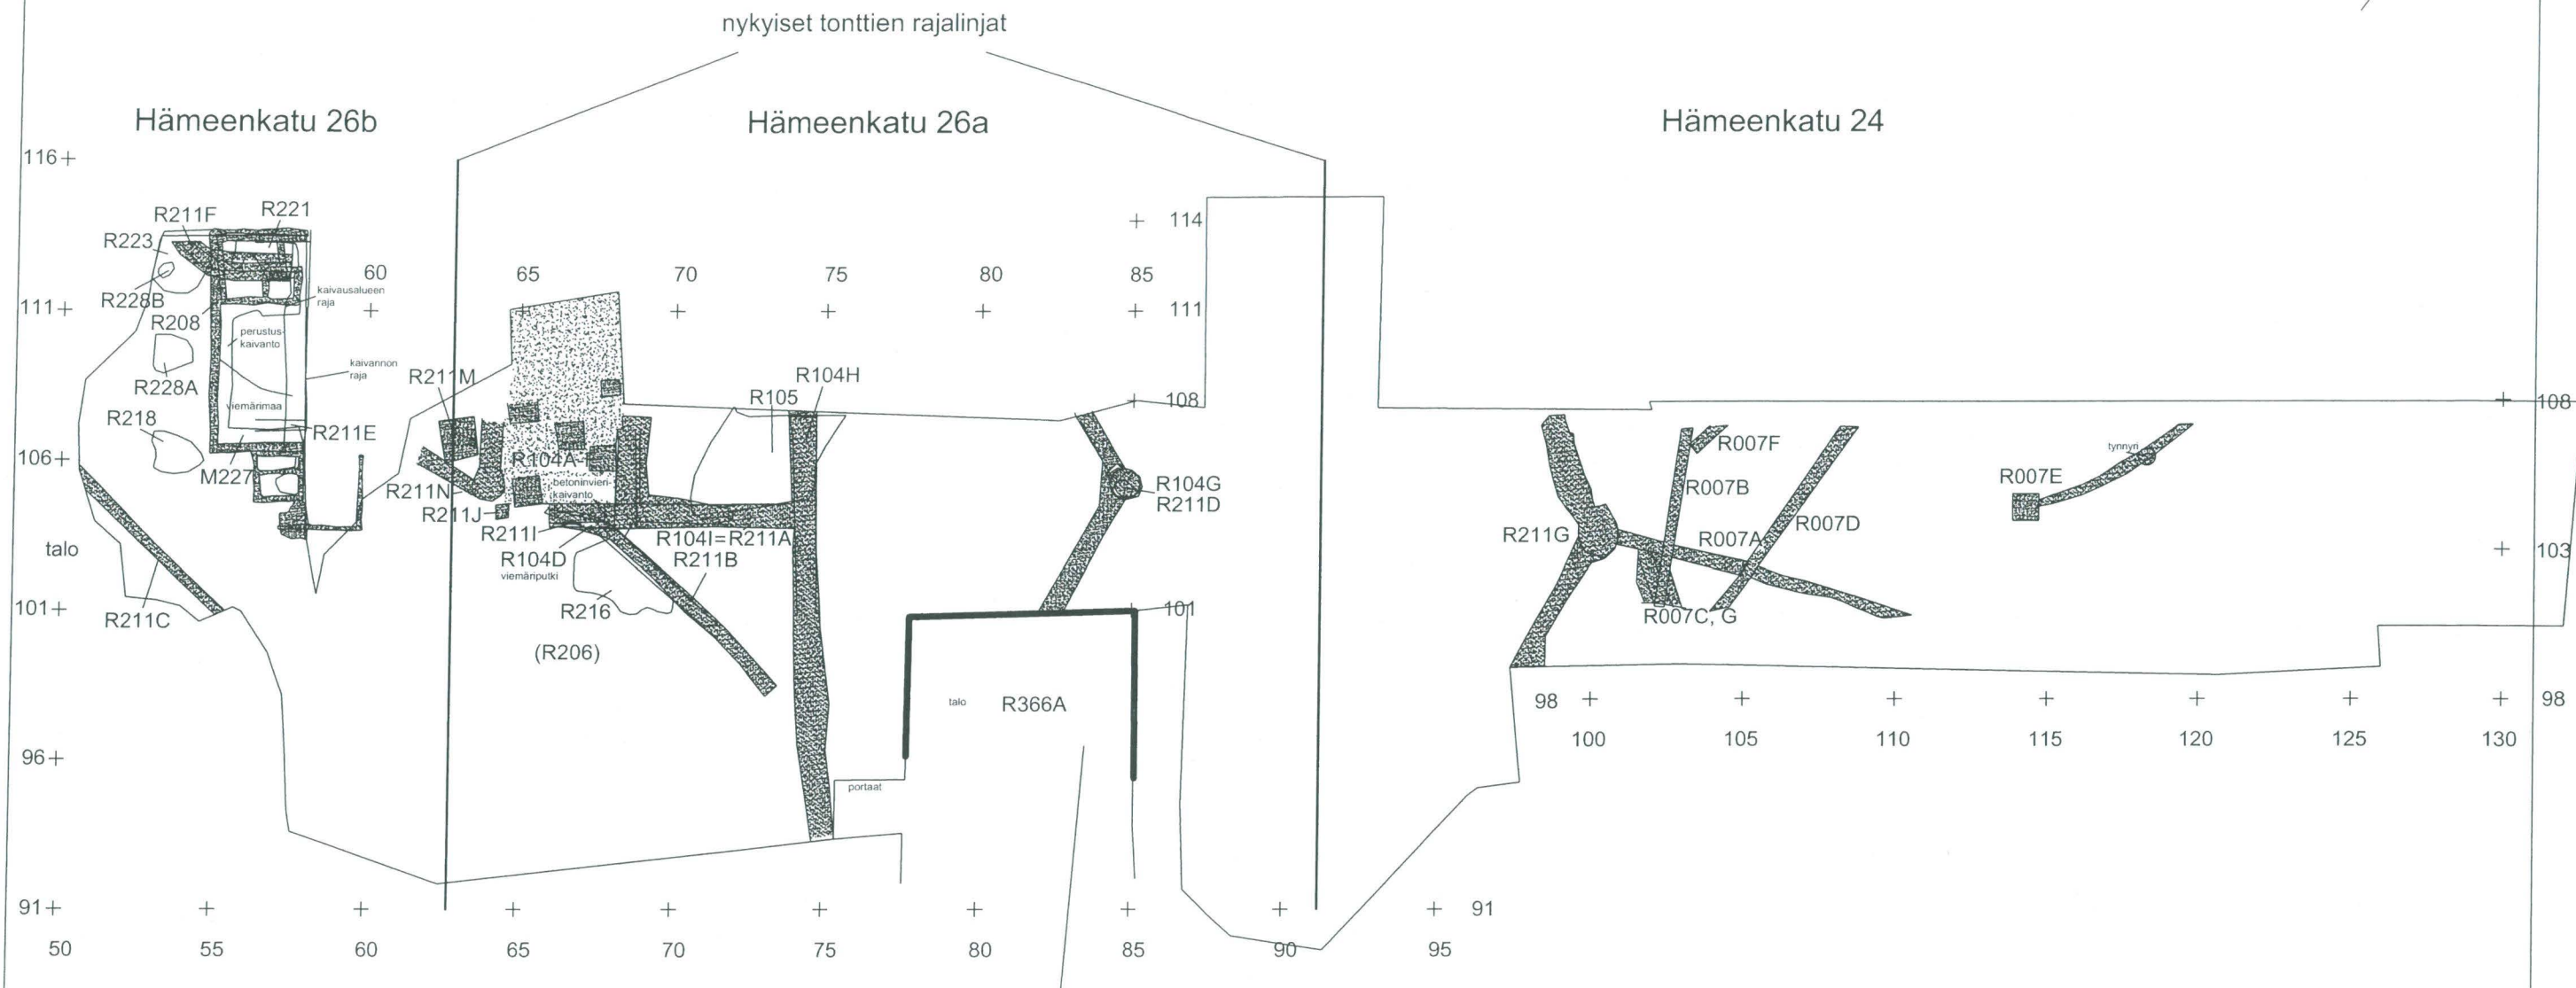 nykyiset tonttien rajalinjat
Hämeenkatu 26b
Hämeenkatu 26a
Hämeenkatu 24
116
R211F
R221
R223
R228B
R208
111
60
kaivausalueen
raja
perustus-
kaivanto
kaivannon
raja
R228A
viemärimaa
R218
R211E
106
M227
talo
R211C
101
96
91
65
70
75
80
85
114
111
R211M
R105
R104H
108
R104A-
betoninvieri-
kaivanto
R211N
R211J
R211I
R104D
viemäriputki
R104I=R211A
R211B
R216
(R206)
R104G
R211D
101
talo
R366A
portaat
108
R007F
tynnyri
R007E
R007B
R007D
R211G
R007A
103
R007C, G
98
98
100
105
110
115
120
125
130
91
50
55
60
65
70
75
80
85
90
95